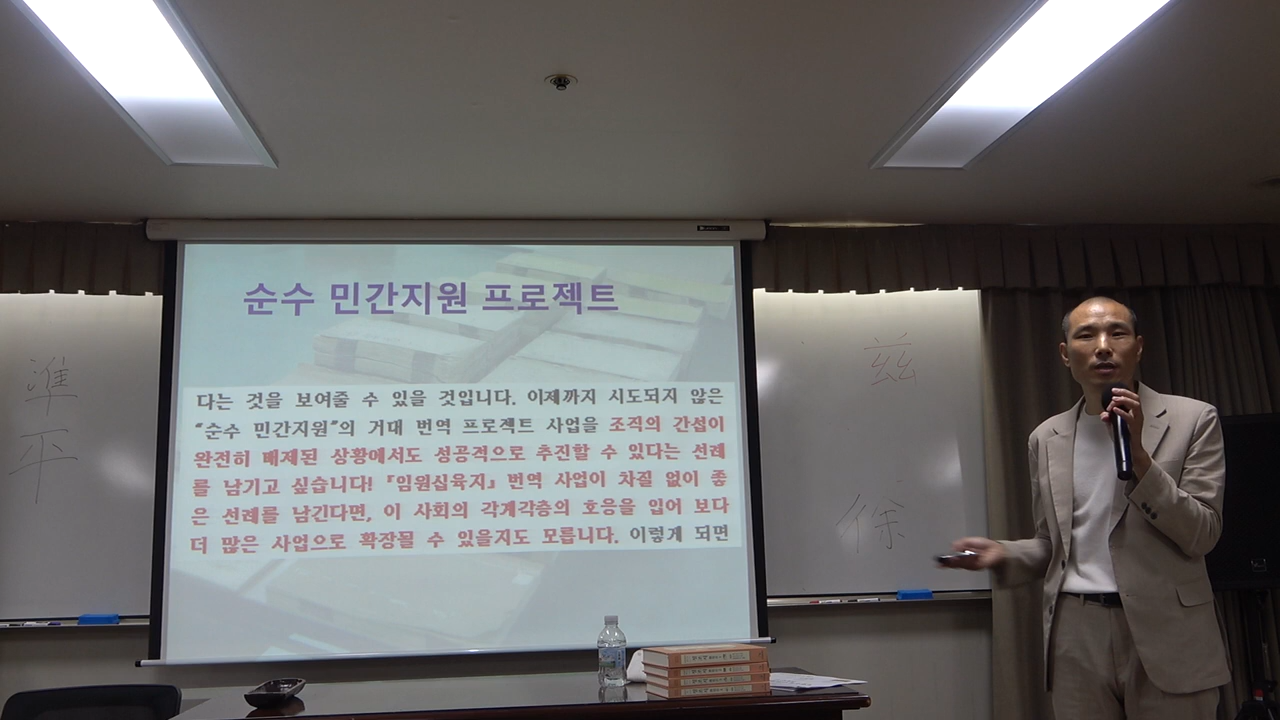 순수 민간지원 프로젝트
다는 것을 보여줄 수 있을 것입니다. 이제까지 시도되지 않은
"순수 민간지원"의 거대 번역 프로젝트 사업을 조직의 간섭이
완전히 배제된 상황에서도 성공적으로 추진할 수 있다는 선례
를 남기고 싶습니다! 『임원십육지』 번역 사업이 차질 없이 좋
은 선례를 남긴다면, 이 사회의 각계각층의 호응을 입어 보다
더 많은 사업으로 확장될 수 있을지도 모릅니다. 이렇게 되면
準
平
玆
徐